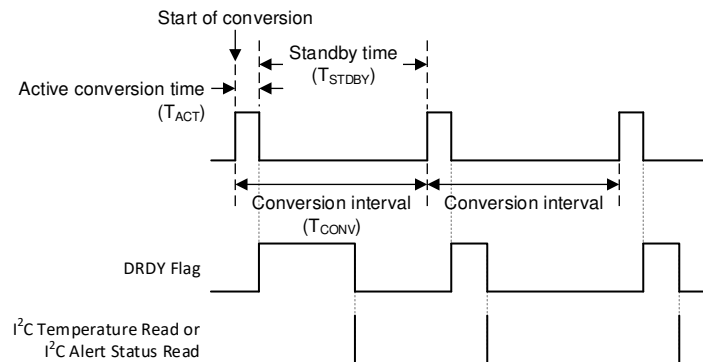 Start of conversion
Standby time
(TSTDBY)
Active conversion time
(TACT)
Conversion interval
(TCONV)
Conversion interval
DRDY Flag
I²C Temperature Read or
I²C Alert Status Read